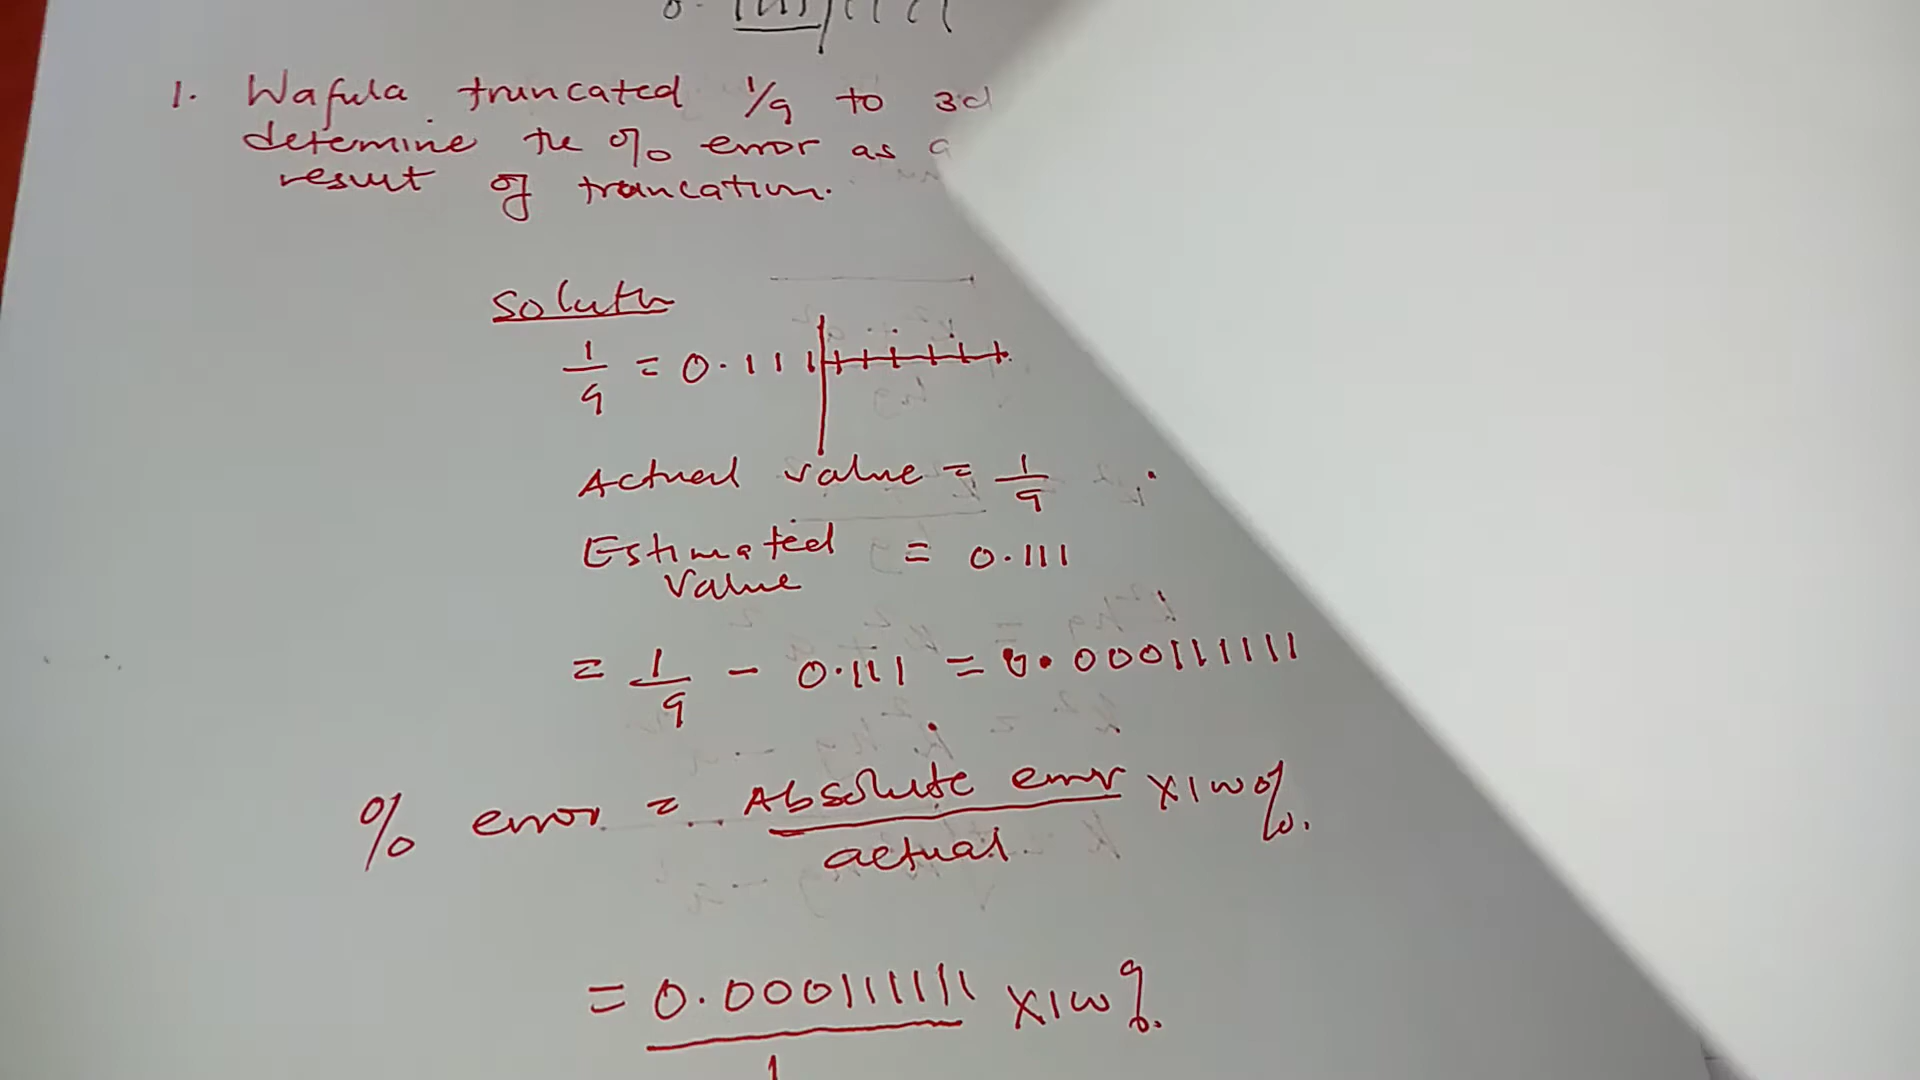 1. Wafula truncated 1/9 to 3d
determine the % error as a
result of truncation.
Soluth
1/9 = 0.111
Actual value = 1/9
Estimated = 0.111
Value
= 1/9 - 0.111 = 0.000111111
% error = Absolute error/actual x100%.
= 0.000111111/1 x100%.